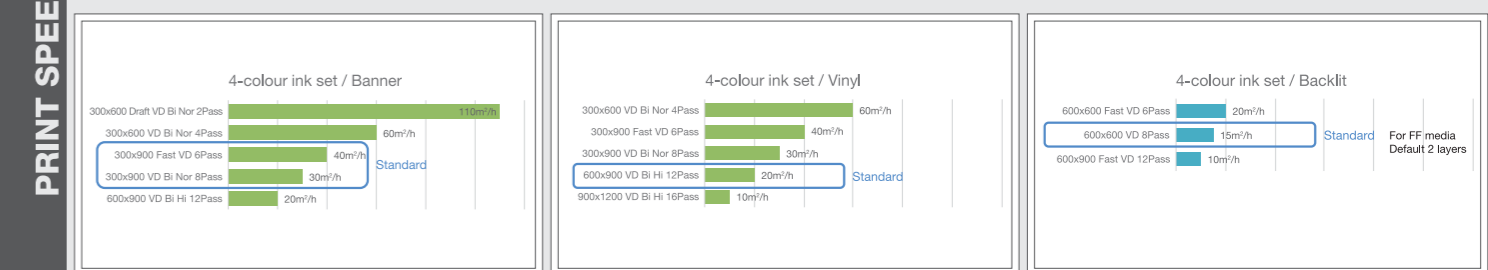 PRINT SPEE
4-colour ink set / Banner
300x600 Draft VD Bi Nor 2Pass 110m²/h
300x600 VD Bi Nor 4Pass 60m²/h
300x900 Fast VD 6Pass 40m²/h
Standard
300x900 VD Bi Nor 8Pass 30m²/h
600x900 VD Bi Hi 12Pass 20m²/h
4-colour ink set / Vinyl
300x600 VD Bi Nor 4Pass 60m²/h
300x900 Fast VD 6Pass 40m²/h
300x900 VD Bi Nor 8Pass 30m²/h
600x900 VD Bi Hi 12Pass 20m²/h Standard
900x1200 VD Bi Hi 16Pass 10m²/h
4-colour ink set / Backlit
600x600 Fast VD 6Pass 20m²/h
600x600 VD 8Pass 15m²/h Standard For FF media
Default 2 layers
600x900 Fast VD 12Pass 10m²/h